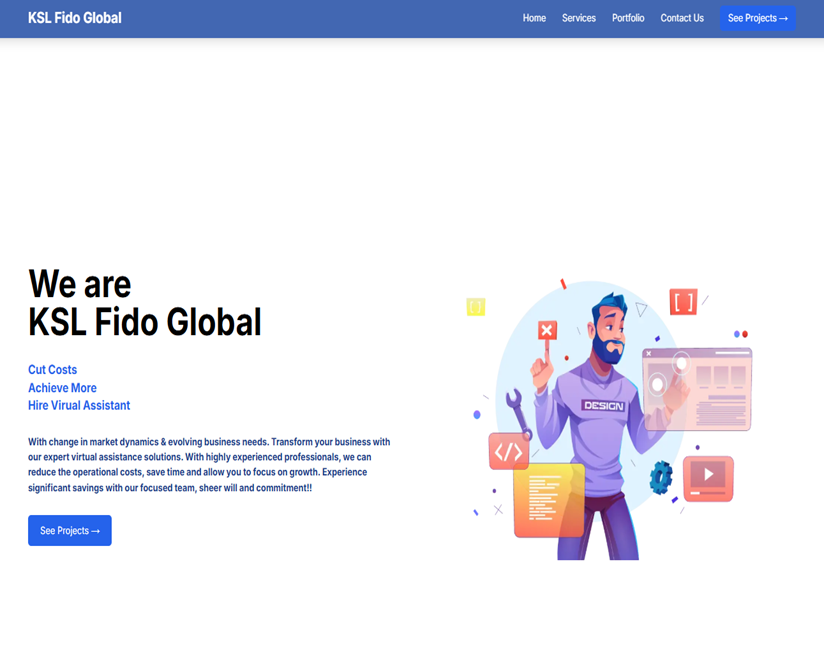 KSL Fido Global
Home Services Portfolio Contact Us See Projects →
We are
KSL Fido Global
Cut Costs
Achieve More
Hire Virual Assistant
With change in market dynamics & evolving business needs. Transform your business with
our expert virtual assistance solutions. With highly experienced professionals, we can
reduce the operational costs, save time and allow you to focus on growth. Experience
significant savings with our focused team, sheer will and commitment!!
See Projects →
{ }
[ ]
DESIGN
</>